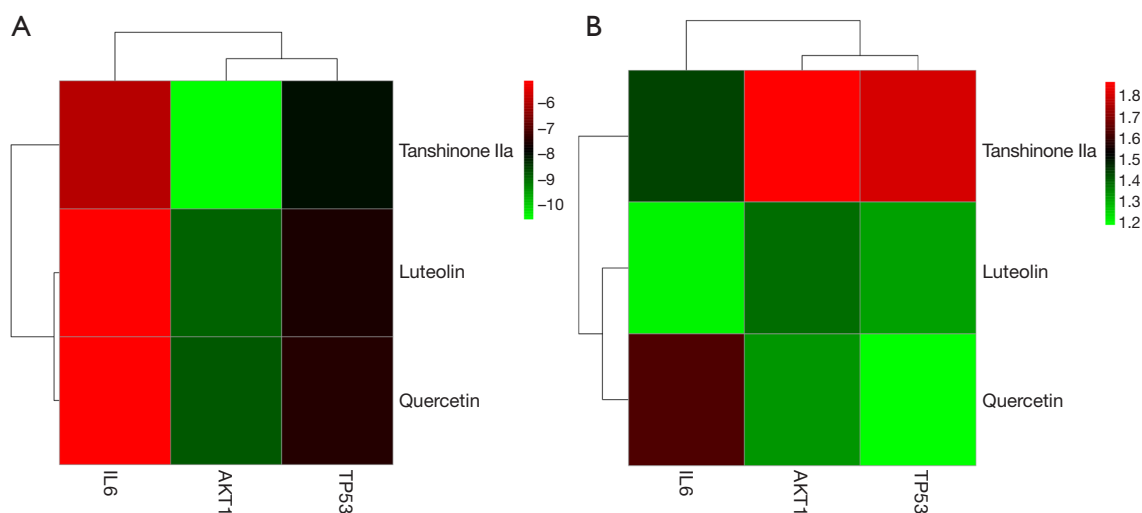 A
−6
−7
−8
−9
−10
Tanshinone IIa
Luteolin
Quercetin
IL6
AKT1
TP53
B
1.8
1.7
1.6
1.5
1.4
1.3
1.2
Tanshinone IIa
Luteolin
Quercetin
IL6
AKT1
TP53